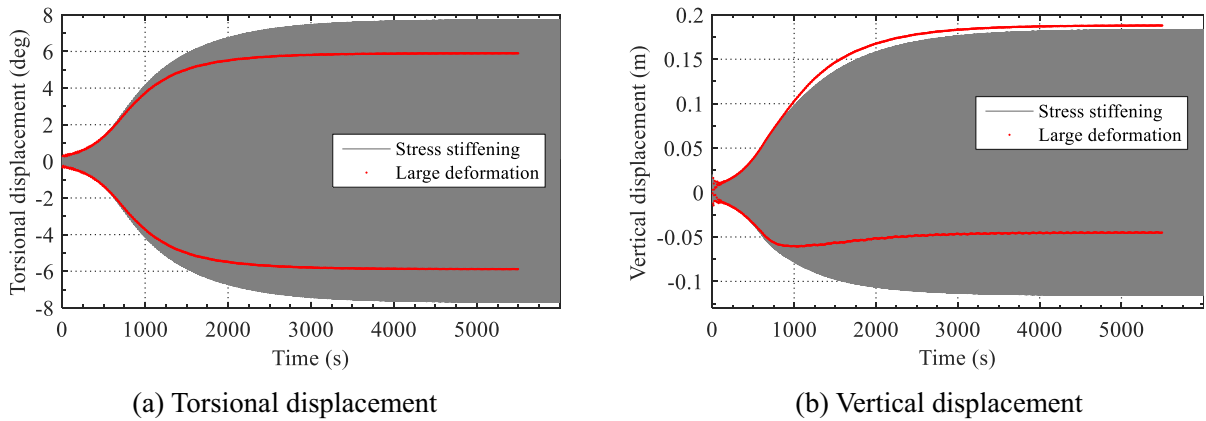 8
6
4
2
0
-2
-4
-6
-8
Torsional displacement (deg)
Stress stiffening
Large deformation
0 1000 2000 3000 4000 5000
Time (s)
(a) Torsional displacement
0.2
0.15
0.1
0.05
0
-0.05
-0.1
Vertical displacement (m)
Stress stiffening
Large deformation
0 1000 2000 3000 4000 5000
Time (s)
(b) Vertical displacement